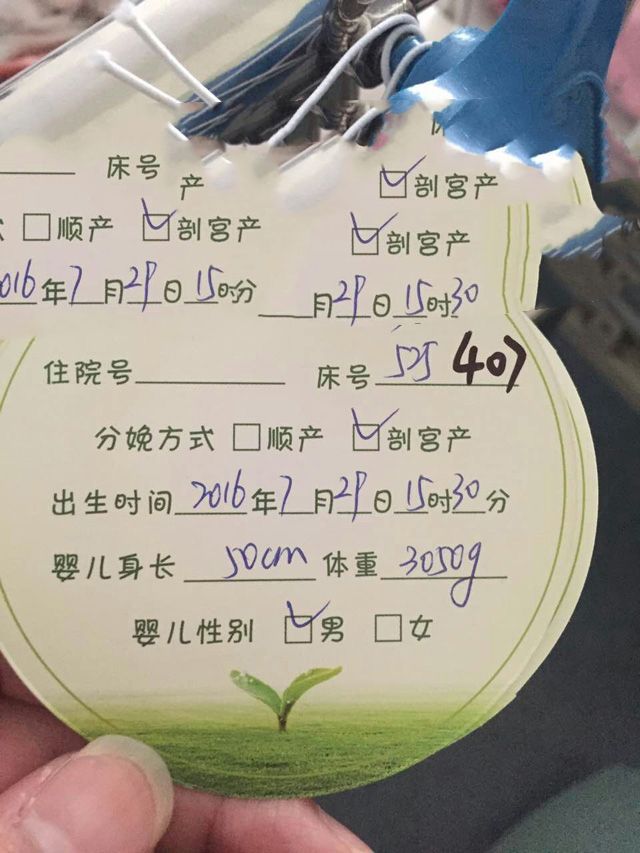 床号
产 剖宫产
顺产 剖宫产 剖宫产
2016年7月29日15时分 月29日15时30
住院号 床号 525 407
分娩方式 顺产 剖宫产
出生时间 2016年7月29日15时30分
婴儿身长 50cm 体重 3050g
婴儿性别 男 女